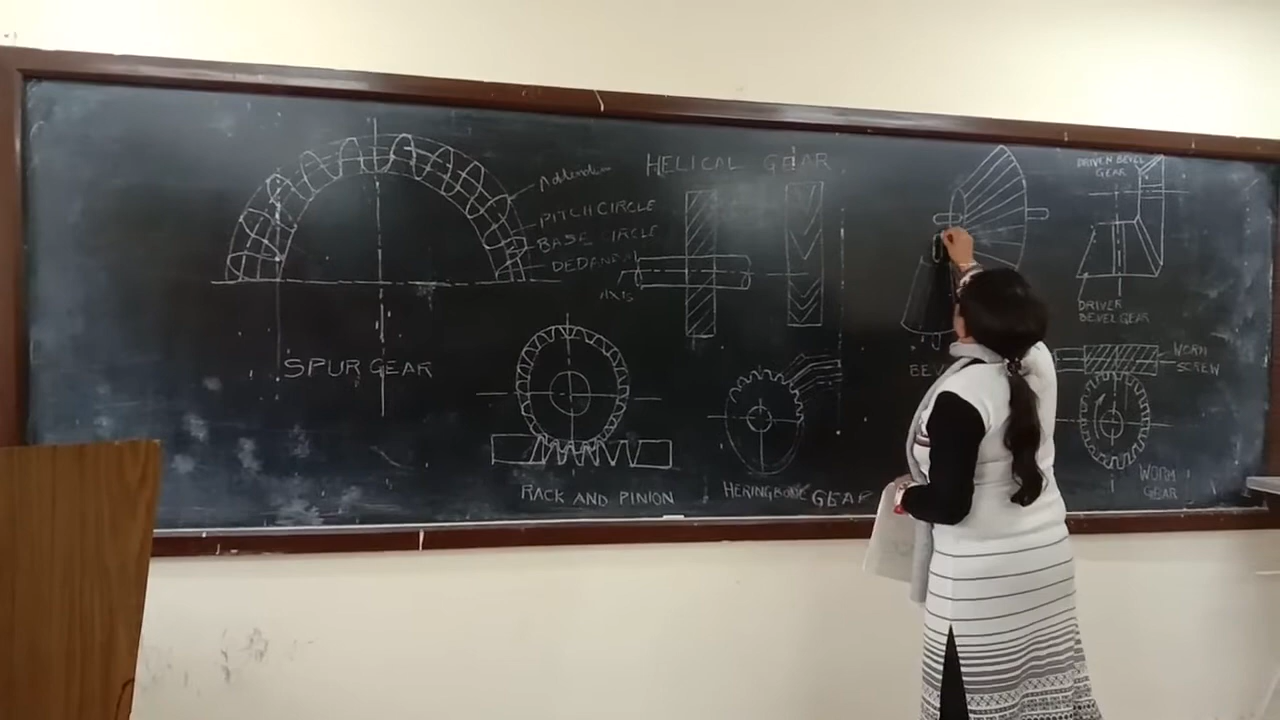 Addendum
PITCH CIRCLE
BASE CIRCLE
AXIS
SPUR GEAR
HELICAL GEAR
RACK AND PINION
HERINGBONE GEAR
DRIVEN BEVEL
GEAR
DRIVER
BEVEL GEAR
WORM
SCREW
WORM
GEAR